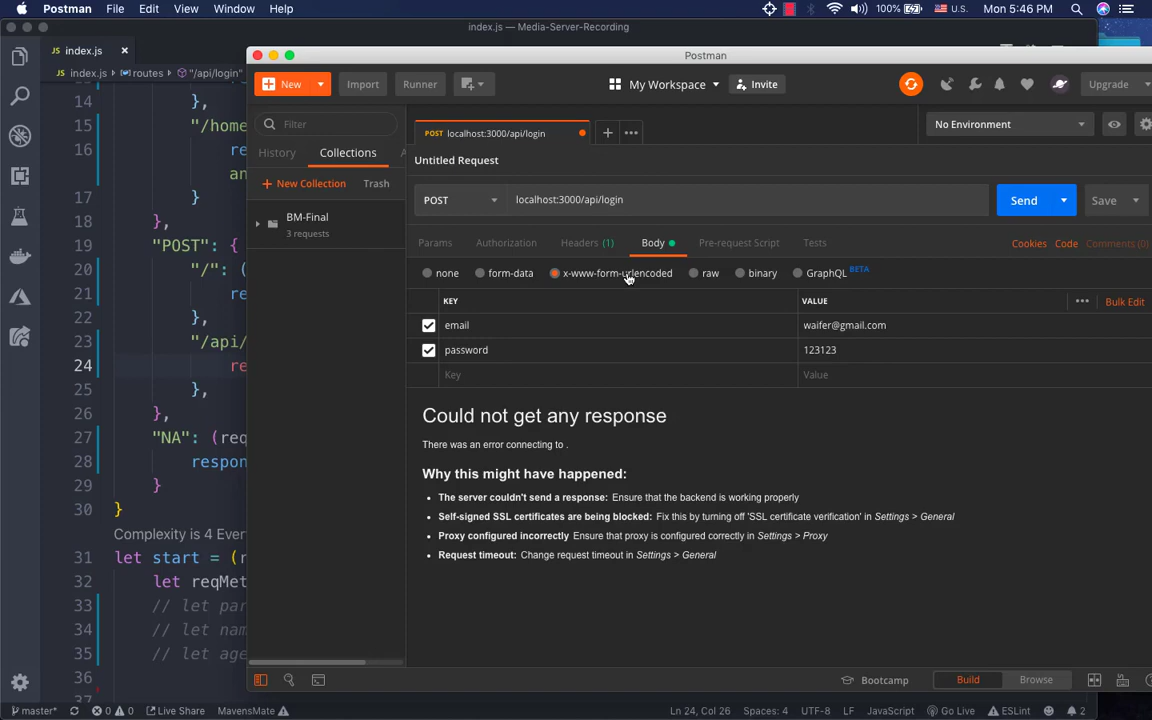 Postman File Edit View Window Help 100% U.S. Mon 5:46 PM
index.js — Media-Server-Recording
index.js
index.js routes "/api/login"
Postman
New Import Runner My Workspace Invite Upgrade
Filter
History Collections
New Collection Trash
BM-Final
3 requests
POST localhost:3000/api/login
No Environment
Untitled Request
POST localhost:3000/api/login Send Save
Params Authorization Headers (1) Body Pre-request Script Tests Cookies Code Comments (0)
none form-data x-www-form-urlencoded raw binary GraphQL BETA
KEY VALUE Bulk Edit
email waifer@gmail.com
password 123123
Key Value
Could not get any response
There was an error connecting to .
Why this might have happened:
The server couldn't send a response: Ensure that the backend is working properly
Self-signed SSL certificates are being blocked: Fix this by turning off 'SSL certificate verification' in Settings > General
Proxy configured incorrectly Ensure that proxy is configured correctly in Settings > Proxy
Request timeout: Change request timeout in Settings > General
Bootcamp Build Browse
14 },
15 "/home
16 re
an
17 }
18 },
19 "POST": {
20 "/": (
21 re
22 },
23 "/api/
24 re
25 },
26 },
27 "NA": (req
28 respon
29 }
30 }
Complexity is 4 Ever
31 let start = (r
32 let reqMet
33 // let par
34 // let nam
35 // let age
36
37
master* 0 0 Live Share MavensMate Ln 24, Col 26 Spaces: 4 UTF-8 LF JavaScript Go Live ESLint 2